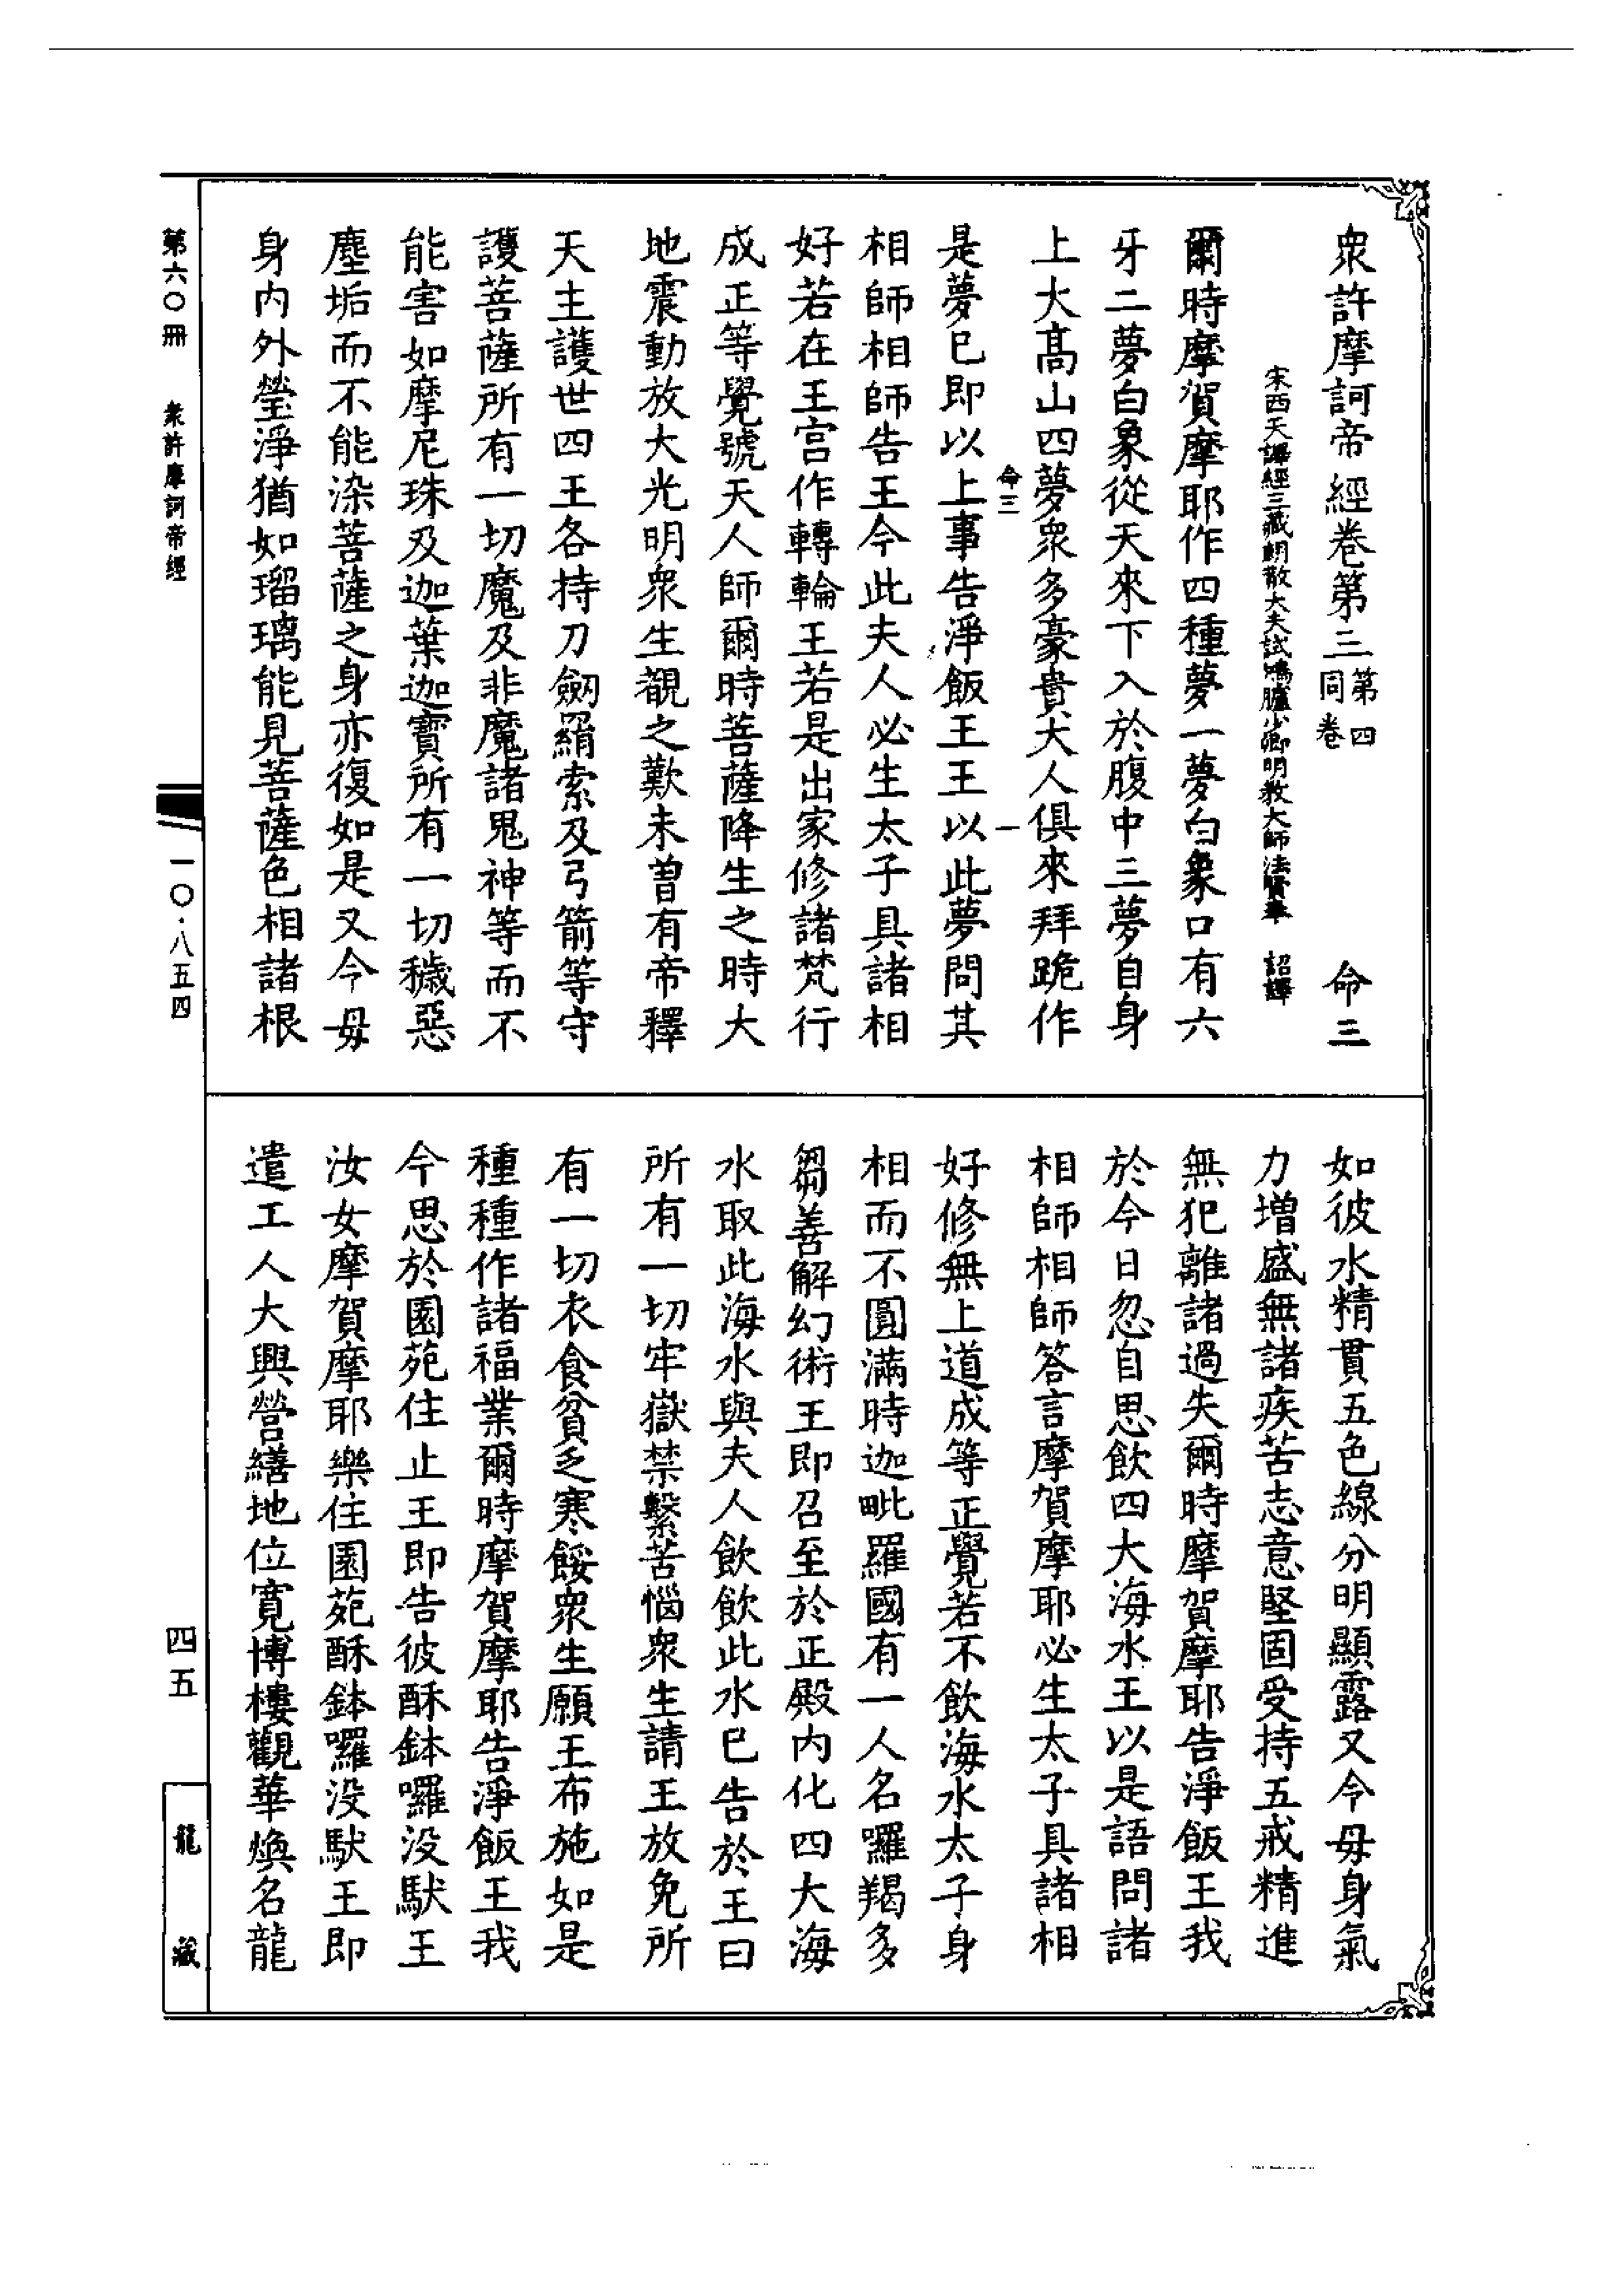 衆許摩訶帝經卷第三第四同卷 命三
宋西天譯經三藏朝散大夫試鴻臚少卿明教大師法賢奉 詔譯
爾時摩賀摩耶作四種夢一夢白象口有六
牙二夢白象從天來下入於腹中三夢自身
上大髙山四夢衆多豪貴大人俱來拜跪作
命三 一
是夢已即以上事告淨飯王王以此夢問其
相師相師告王今此夫人必生太子具諸相
好若在王宫作轉輪王若是出家修諸梵行
成正等覺號天人師爾時菩薩降生之時大
地震動放大光明衆生覩之歎未曽有帝釋
天主護世四王各持刀劒羂索及弓箭等守
護菩薩所有一切魔及非魔諸鬼神等而不
能害如摩尼珠及迦葉迦寳所有一切穢惡
塵垢而不能染菩薩之身亦復如是又今母
身内外瑩淨猶如瑠璃能見菩薩色相諸根
如彼水精貫五色線分明顯露又今母身氣
力增盛無諸疾苦志意堅固受持五戒精進
無犯離諸過失爾時摩賀摩耶告淨飯王我
於今日忽自思飲四大海水王以是語問諸
相師相師答言摩賀摩耶必生太子具諸相
好修無上道成等正覺若不飲海水太子身
相而不圓滿時迦毗羅國有一人名囉羯多
芻善解幻術王即召至於正殿内化四大海
水取此海水與夫人飲飲此水已告於王曰
所有一切牢嶽禁繫苦惱衆生請王放免所
有一切衣食貧乏寒餒衆生願王布施如是
種種作諸福業爾時摩賀摩耶告淨飯王我
今思於園苑住止王即告彼酥鉢囉没馱王
汝女摩賀摩耶樂住園苑酥鉢囉没馱王即
遣工人大興營繕地位寛博樓觀華煥名龍
第六〇冊 衆許摩訶帝經
一〇·八五四
四五
龍藏